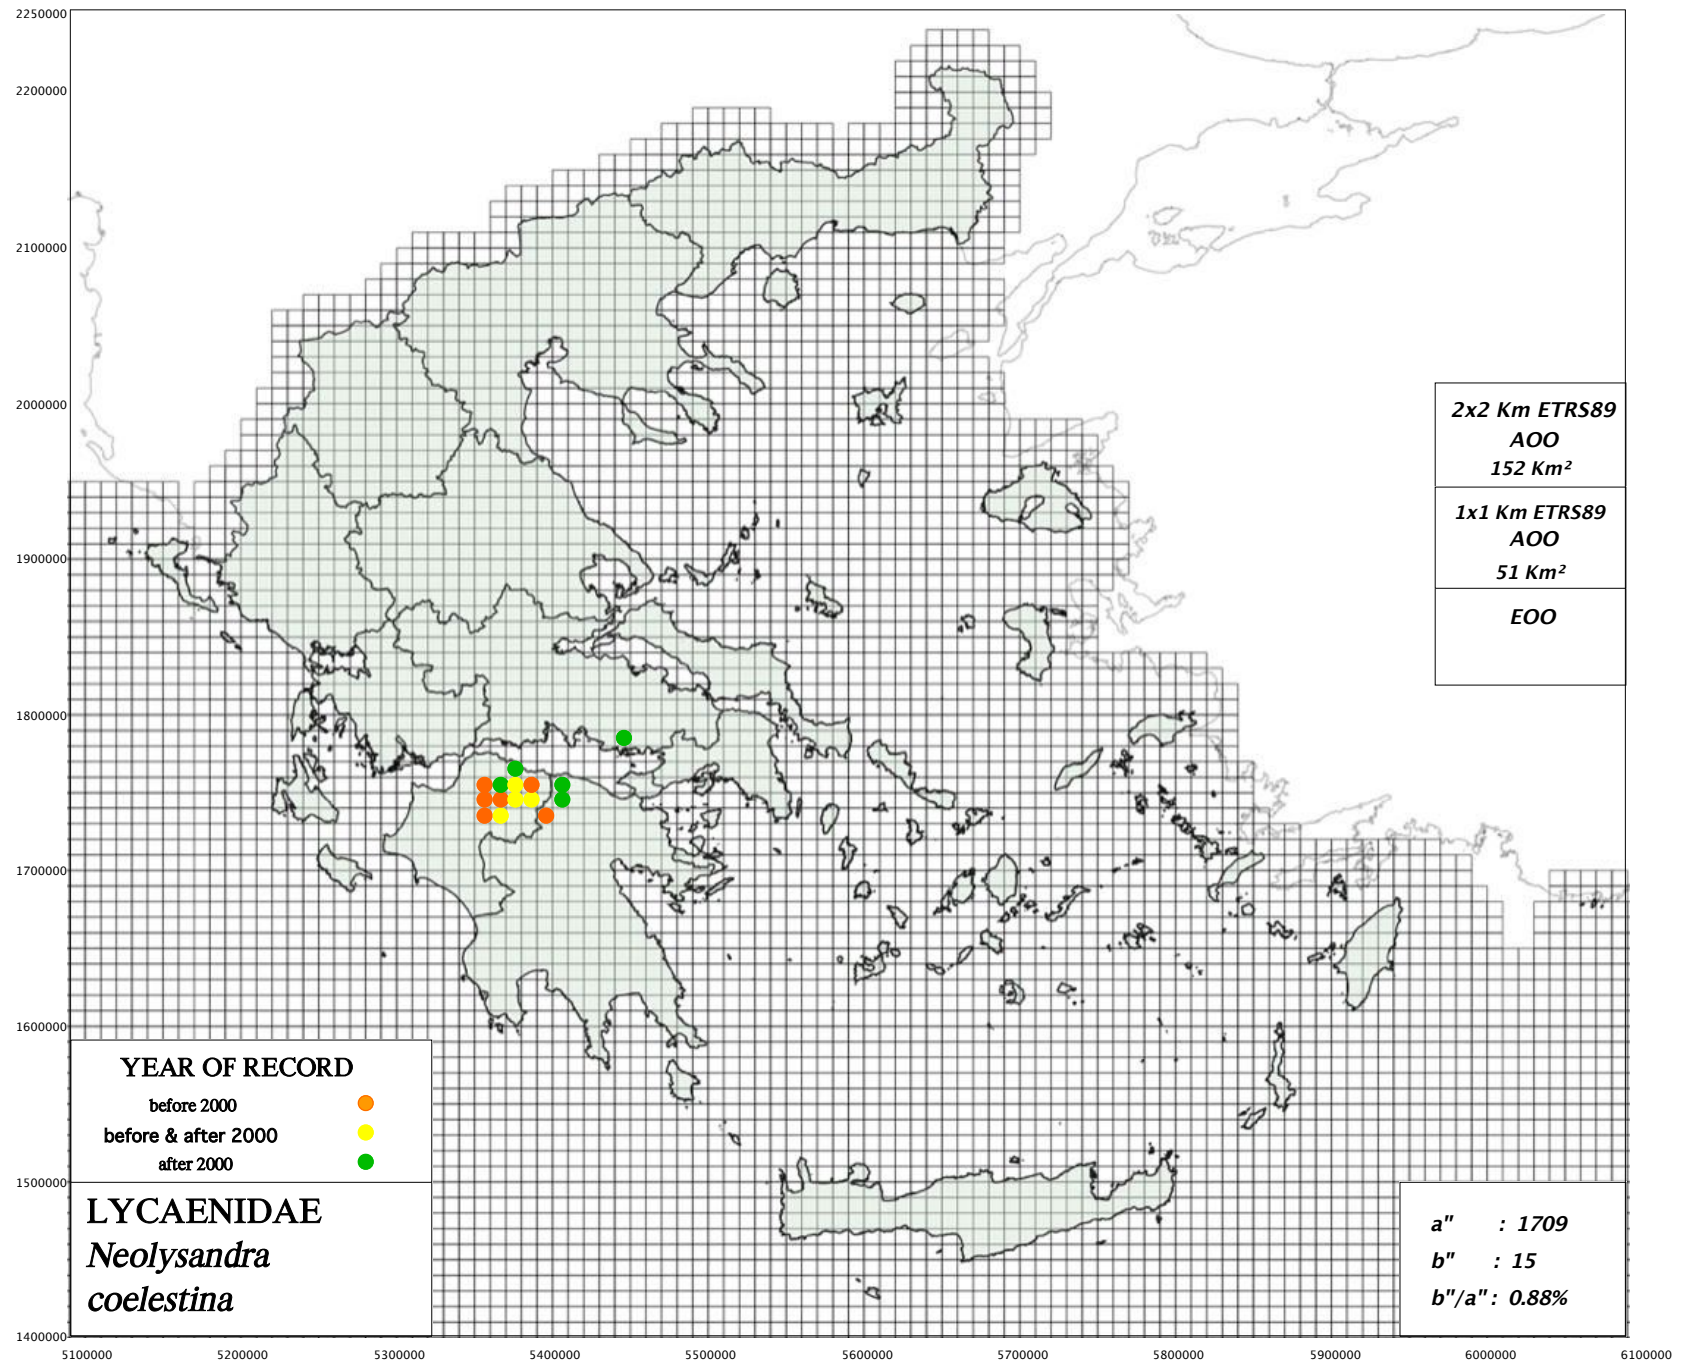 2250000
2200000
2100000
2000000
1900000
1800000
1700000
1600000
1500000
1400000
5100000 5200000 5300000 5400000 5500000 5600000 5700000 5800000 5900000 6000000 6100000
2x2 Km ETRS89
AOO
152 Km²
1x1 Km ETRS89
AOO
51 Km²
EOO
YEAR OF RECORD
before 2000
before & after 2000
after 2000
LYCAENIDAE
Neolysandra
coelestina
a" : 1709
b" : 15
b"/a" : 0.88%